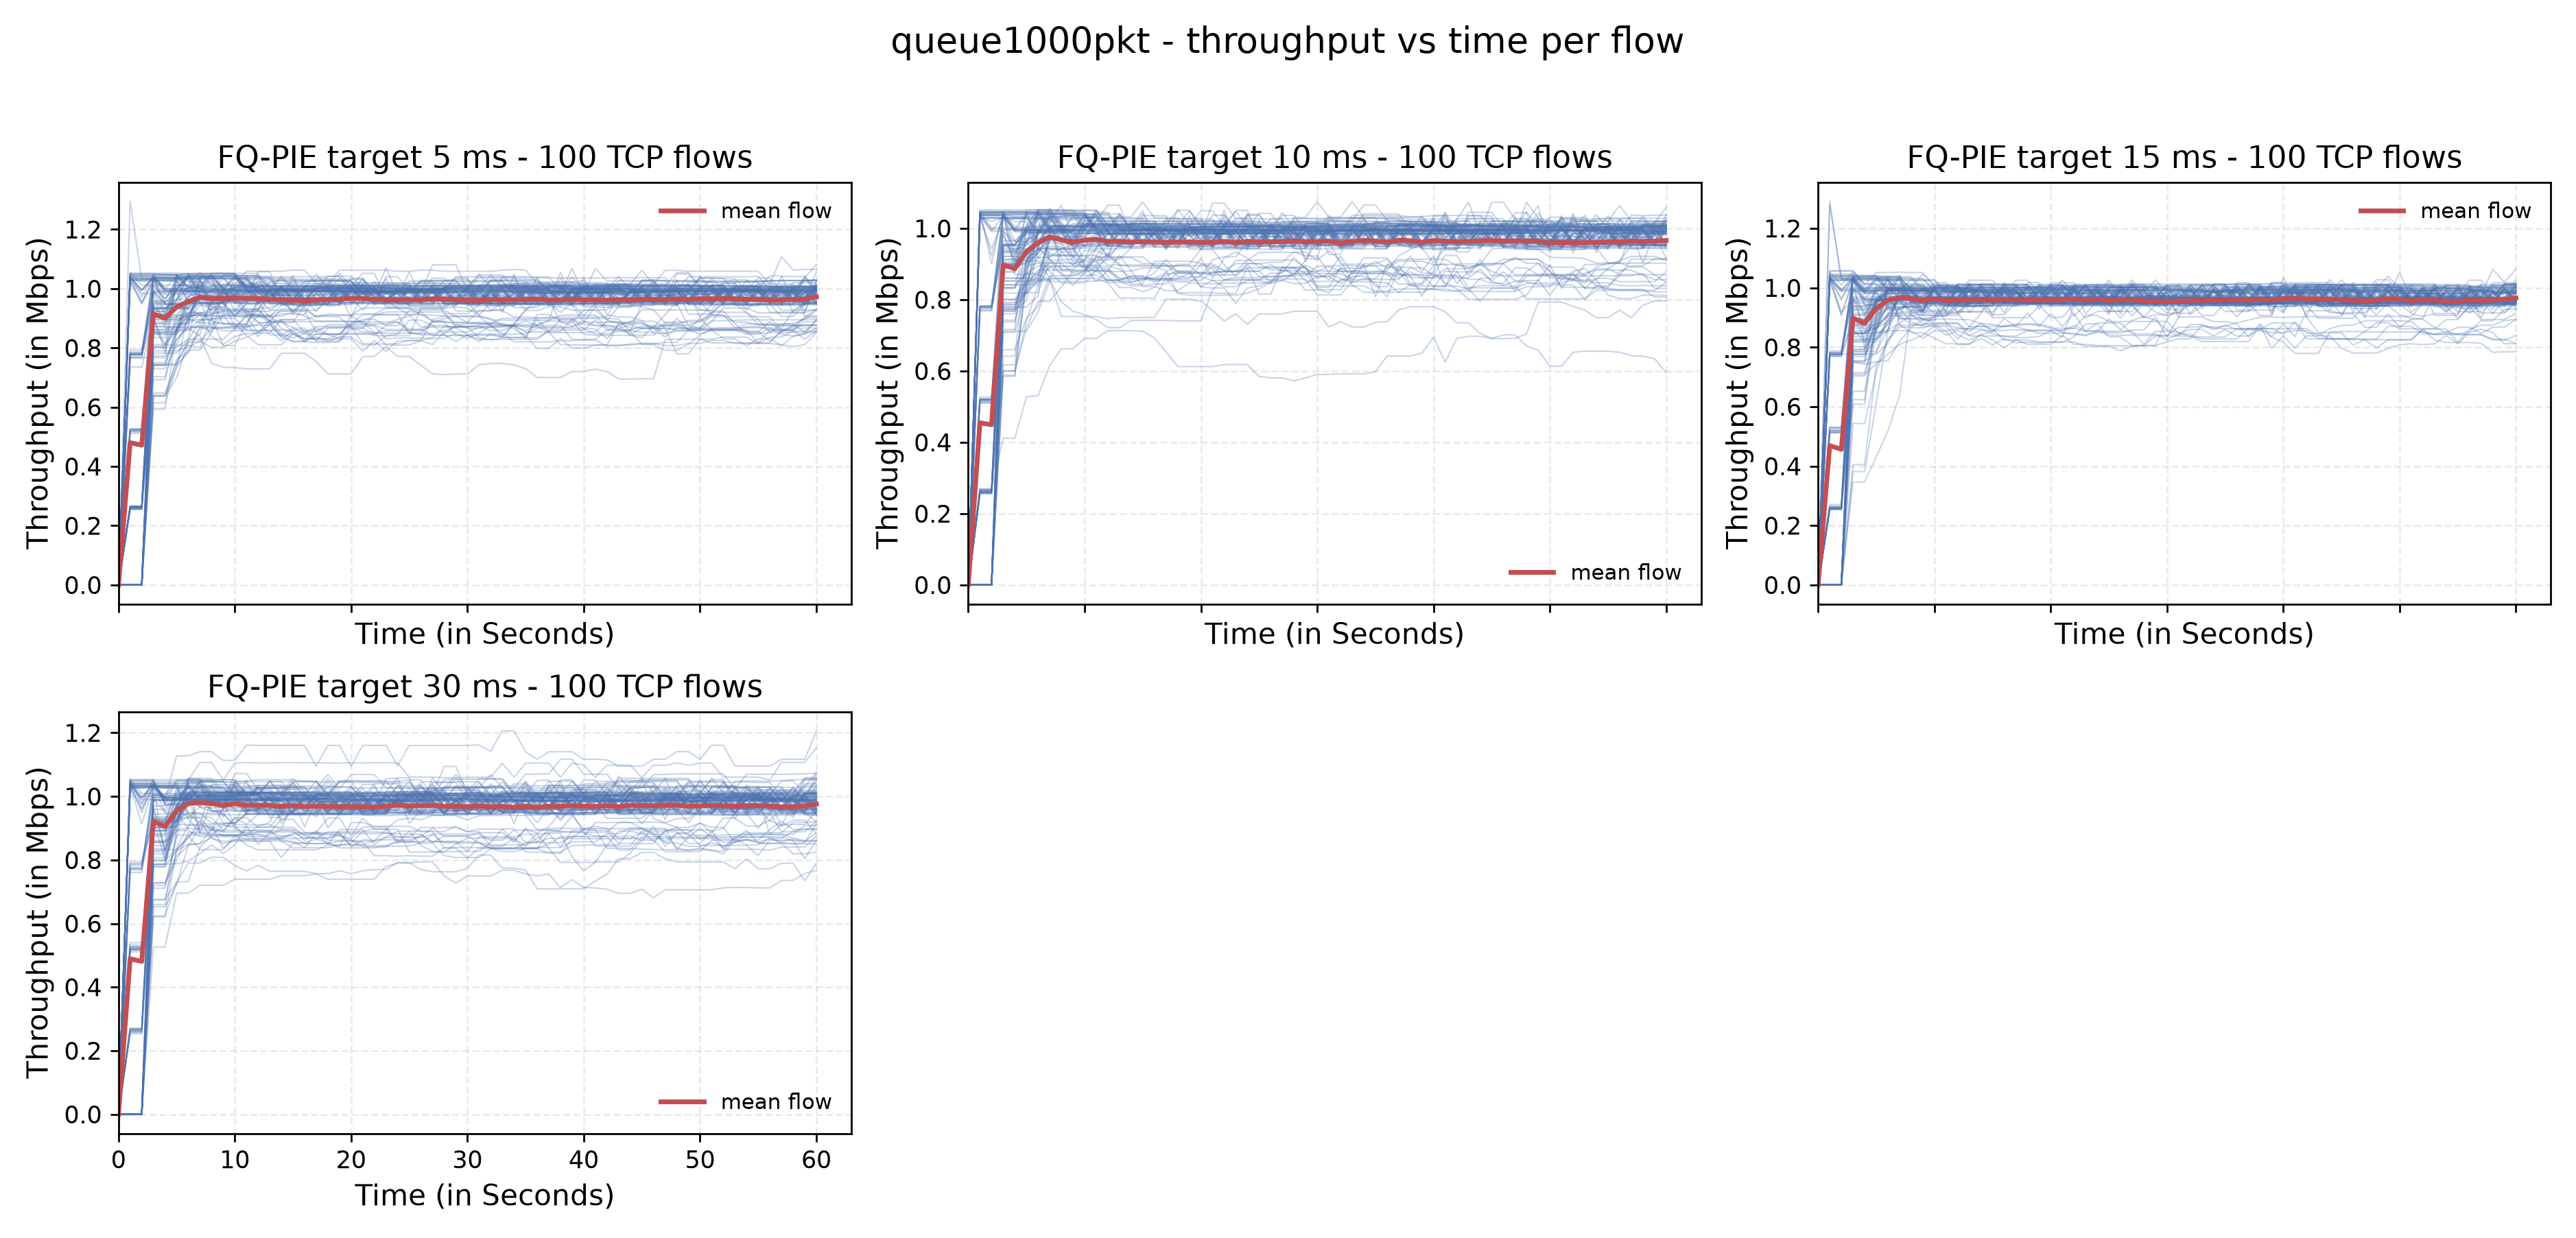 queue1000pkt - throughput vs time per flow
FQ-PIE target 5 ms - 100 TCP flows
Throughput (in Mbps)
1.2
1.0
0.8
0.6
0.4
0.2
0.0
mean flow
Time (in Seconds)
FQ-PIE target 10 ms - 100 TCP flows
Throughput (in Mbps)
1.0
0.8
0.6
0.4
0.2
0.0
mean flow
Time (in Seconds)
FQ-PIE target 15 ms - 100 TCP flows
Throughput (in Mbps)
1.2
1.0
0.8
0.6
0.4
0.2
0.0
mean flow
Time (in Seconds)
FQ-PIE target 30 ms - 100 TCP flows
Throughput (in Mbps)
1.2
1.0
0.8
0.6
0.4
0.2
0.0
mean flow
0 10 20 30 40 50 60
Time (in Seconds)